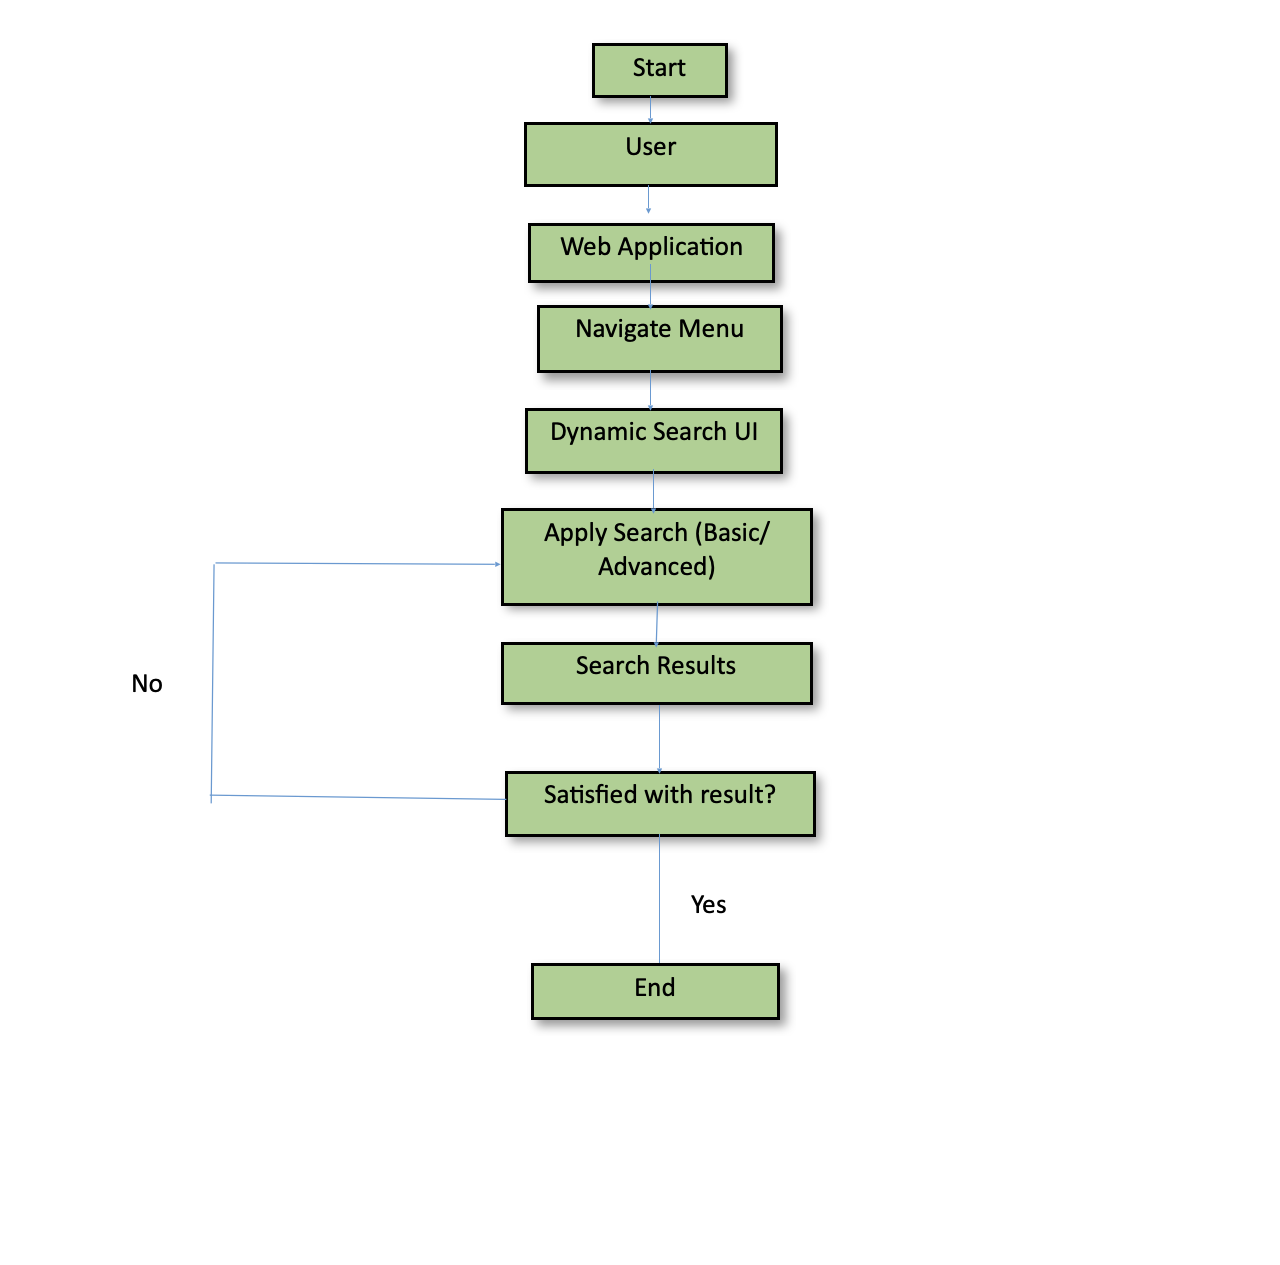 Start
User
Web Application
Navigate Menu
Dynamic Search UI
Apply Search (Basic/
Advanced)
Search Results
No
Satisfied with result?
Yes
End